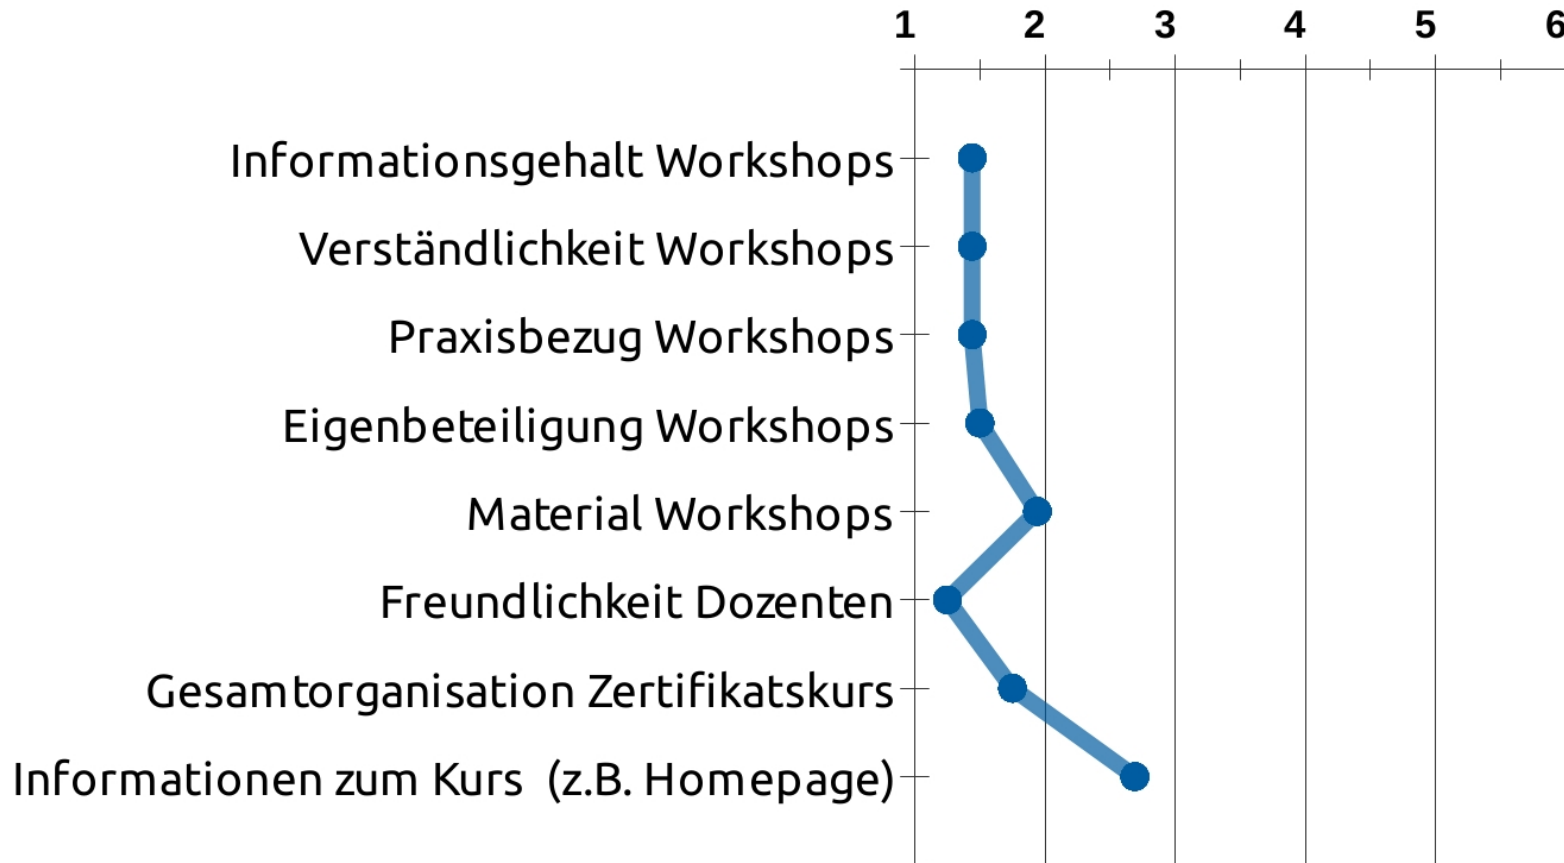 1 2 3 4 5 6
Informationsgehalt Workshops
Verständlichkeit Workshops
Praxisbezug Workshops
Eigenbeteiligung Workshops
Material Workshops
Freundlichkeit Dozenten
Gesamtorganisation Zertifikatskurs
Informationen zum Kurs (z.B. Homepage)